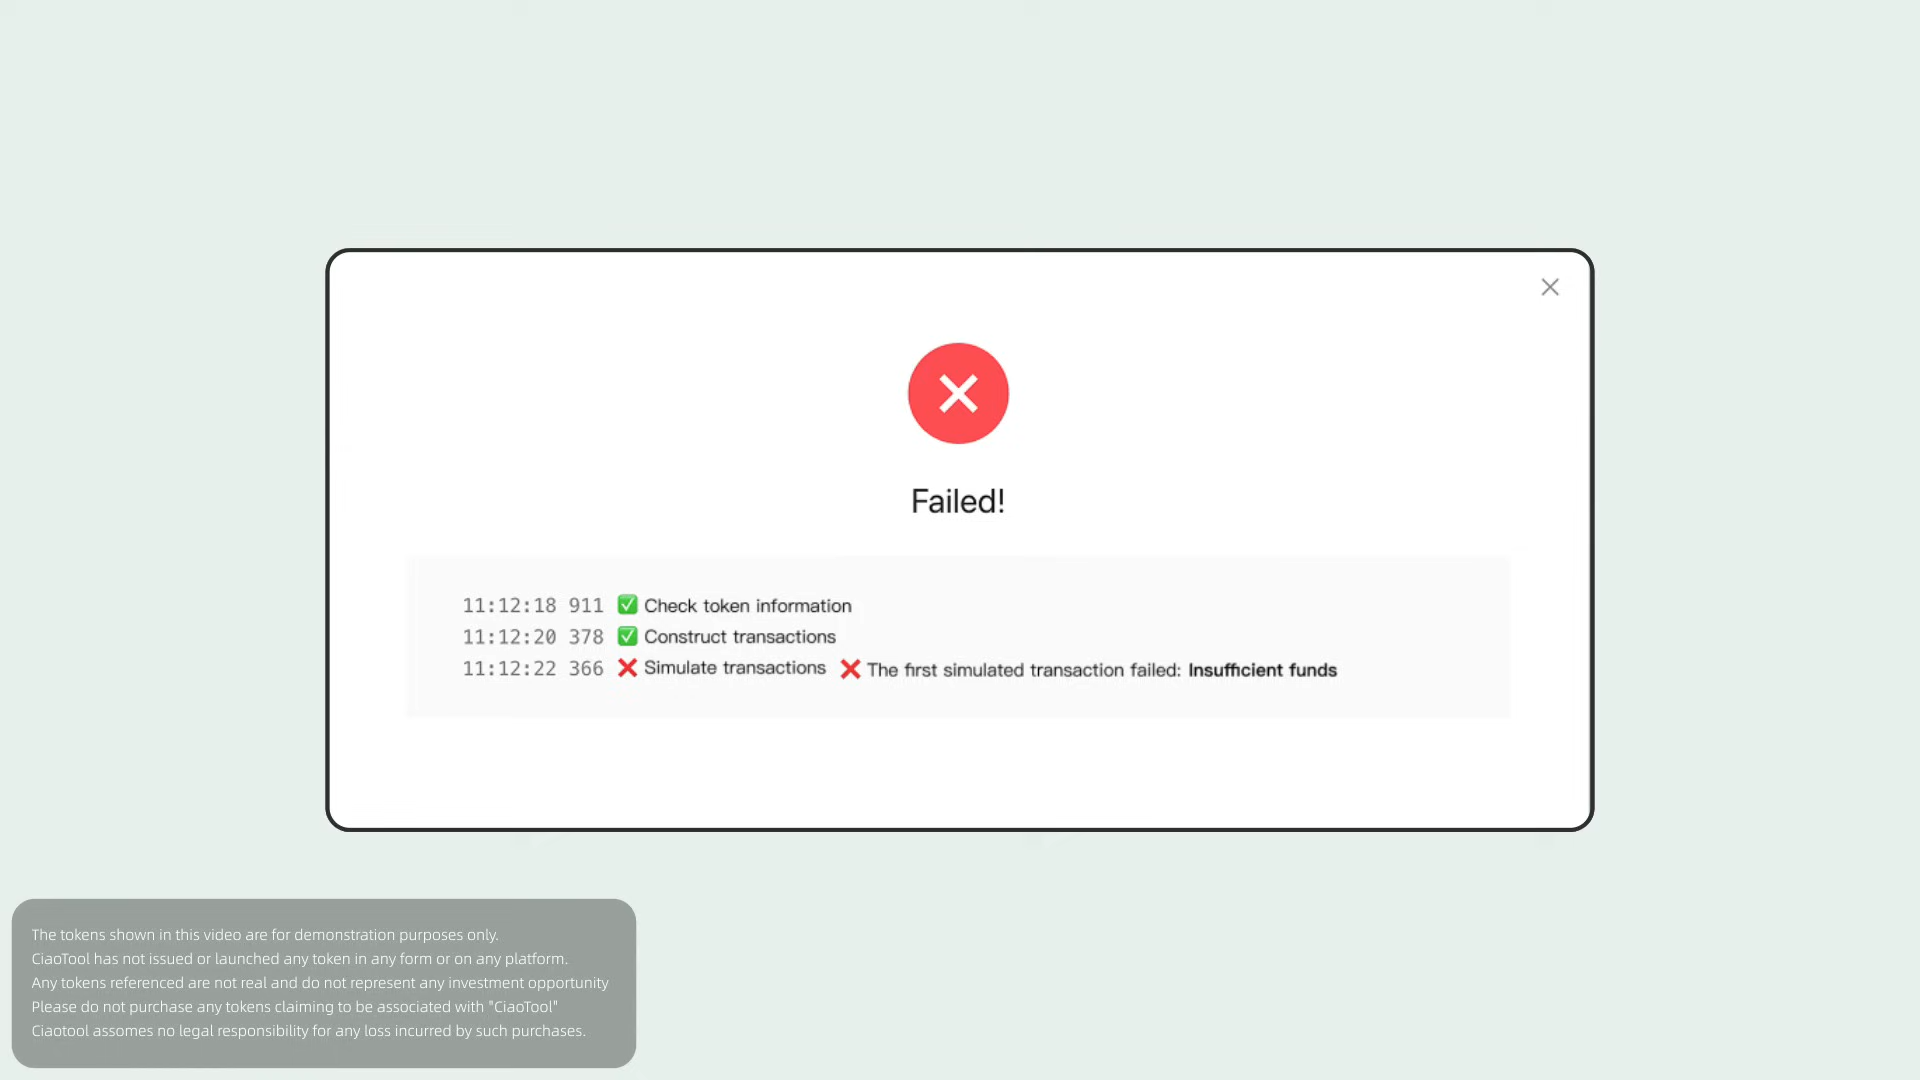 Failed!
11:12:18 911 ✅ Check token information
11:12:20 378 ✅ Construct transactions
11:12:22 366 ❌ Simulate transactions ❌ The first simulated transaction failed: Insufficient funds
The tokens shown in this video are for demonstration purposes only.
CiaoTool has not issued or launched any token in any form or on any platform.
Any tokens referenced are not real and do not represent any investment opportunity
Please do not purchase any tokens claiming to be associated with "CiaoTool"
Ciaotool assomes no legal responsibility for any loss incurred by such purchases.